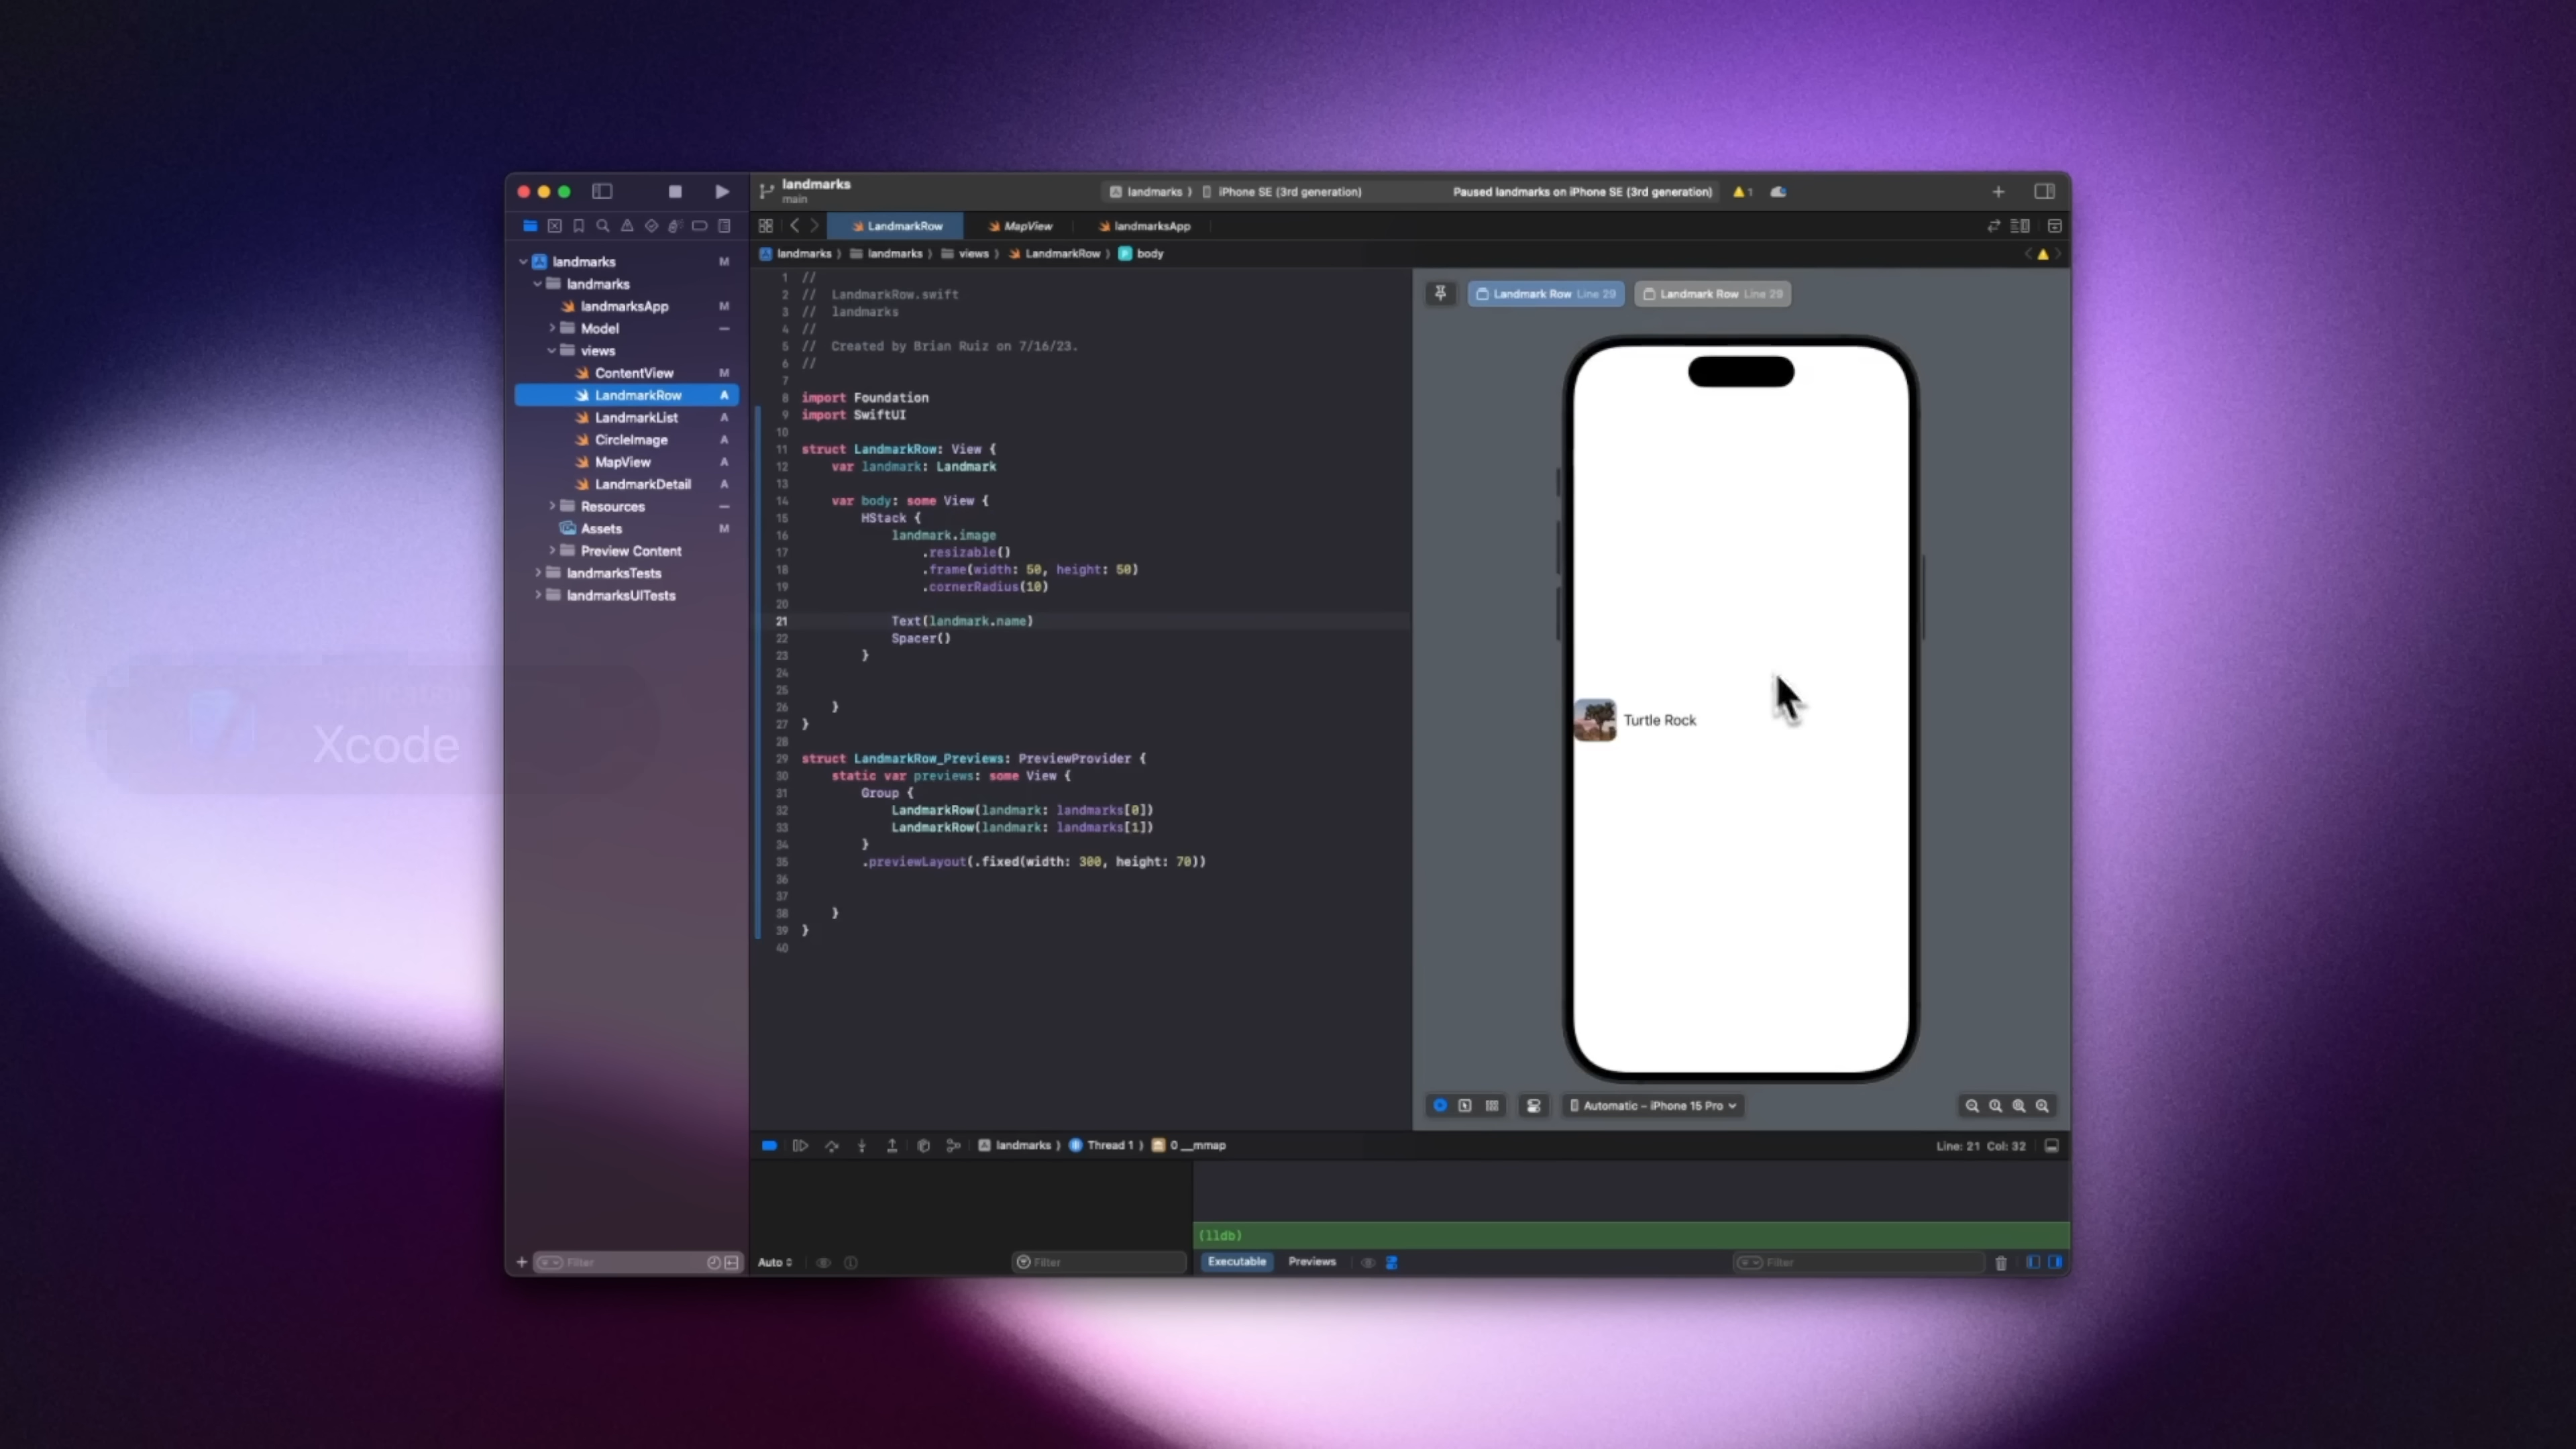 landmarks
main
landmarks
iPhone SE (3rd generation)
Paused landmarks on iPhone SE (3rd generation)
1
LandmarkRow
MapView
landmarksApp
landmarks
landmarks
views
LandmarkRow
body
landmarks M
landmarks
landmarksApp M
Model
views
ContentView M
LandmarkRow A
LandmarkList A
CircleImage A
MapView A
LandmarkDetail A
Resources
Assets M
Preview Content
landmarksTests
landmarksUITests
Xcode
1 //
2 // LandmarkRow.swift
3 // landmarks
4 //
5 // Created by Brian Ruiz on 7/16/23.
6 //
7
8 import Foundation
9 import SwiftUI
10
11 struct LandmarkRow: View {
12 var landmark: Landmark
13
14 var body: some View {
15 HStack {
16 landmark.image
17 .resizable()
18 .frame(width: 50, height: 50)
19 .cornerRadius(10)
20
21 Text(landmark.name)
22 Spacer()
23 }
24
25
26 }
27 }
28
29 struct LandmarkRow_Previews: PreviewProvider {
30 static var previews: some View {
31 Group {
32 LandmarkRow(landmark: landmarks[0])
33 LandmarkRow(landmark: landmarks[1])
34 }
35 .previewLayout(.fixed(width: 300, height: 70))
36
37
38 }
39 }
40
Landmark Row Line 29
Landmark Row Line 29
Turtle Rock
Automatic – iPhone 15 Pro
landmarks
Thread 1
0 __mmap
Line: 21 Col: 32
(lldb)
Filter
Auto
Filter
Executable
Previews
Filter